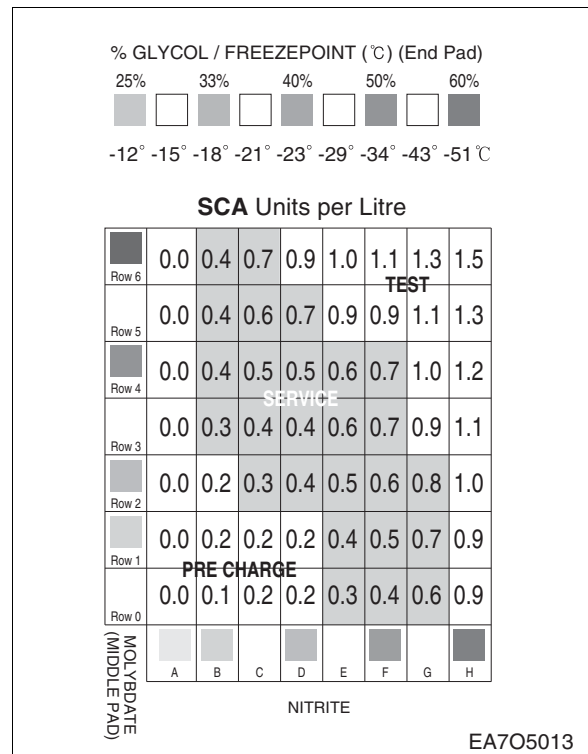 % GLYCOL / FREEZEPOINT (℃) (End Pad)
25% 33% 40% 50% 60%
-12° -15° -18° -21° -23° -29° -34° -43° -51 ℃
SCA Units per Litre
Row 6 0.0 0.4 0.7 0.9 1.0 1.1 1.3 1.5
TEST
Row 5 0.0 0.4 0.6 0.7 0.9 0.9 1.1 1.3
Row 4 0.0 0.4 0.5 0.5 0.6 0.7 1.0 1.2
SERVICE
Row 3 0.0 0.3 0.4 0.4 0.6 0.7 0.9 1.1
Row 2 0.0 0.2 0.3 0.4 0.5 0.6 0.8 1.0
Row 1 0.0 0.2 0.2 0.2 0.4 0.5 0.7 0.9
PRE CHARGE
Row 0 0.0 0.1 0.2 0.2 0.3 0.4 0.6 0.9
MOLYBDATE
(MIDDLE PAD)
A B C D E F G H
NITRITE
EA7O5013